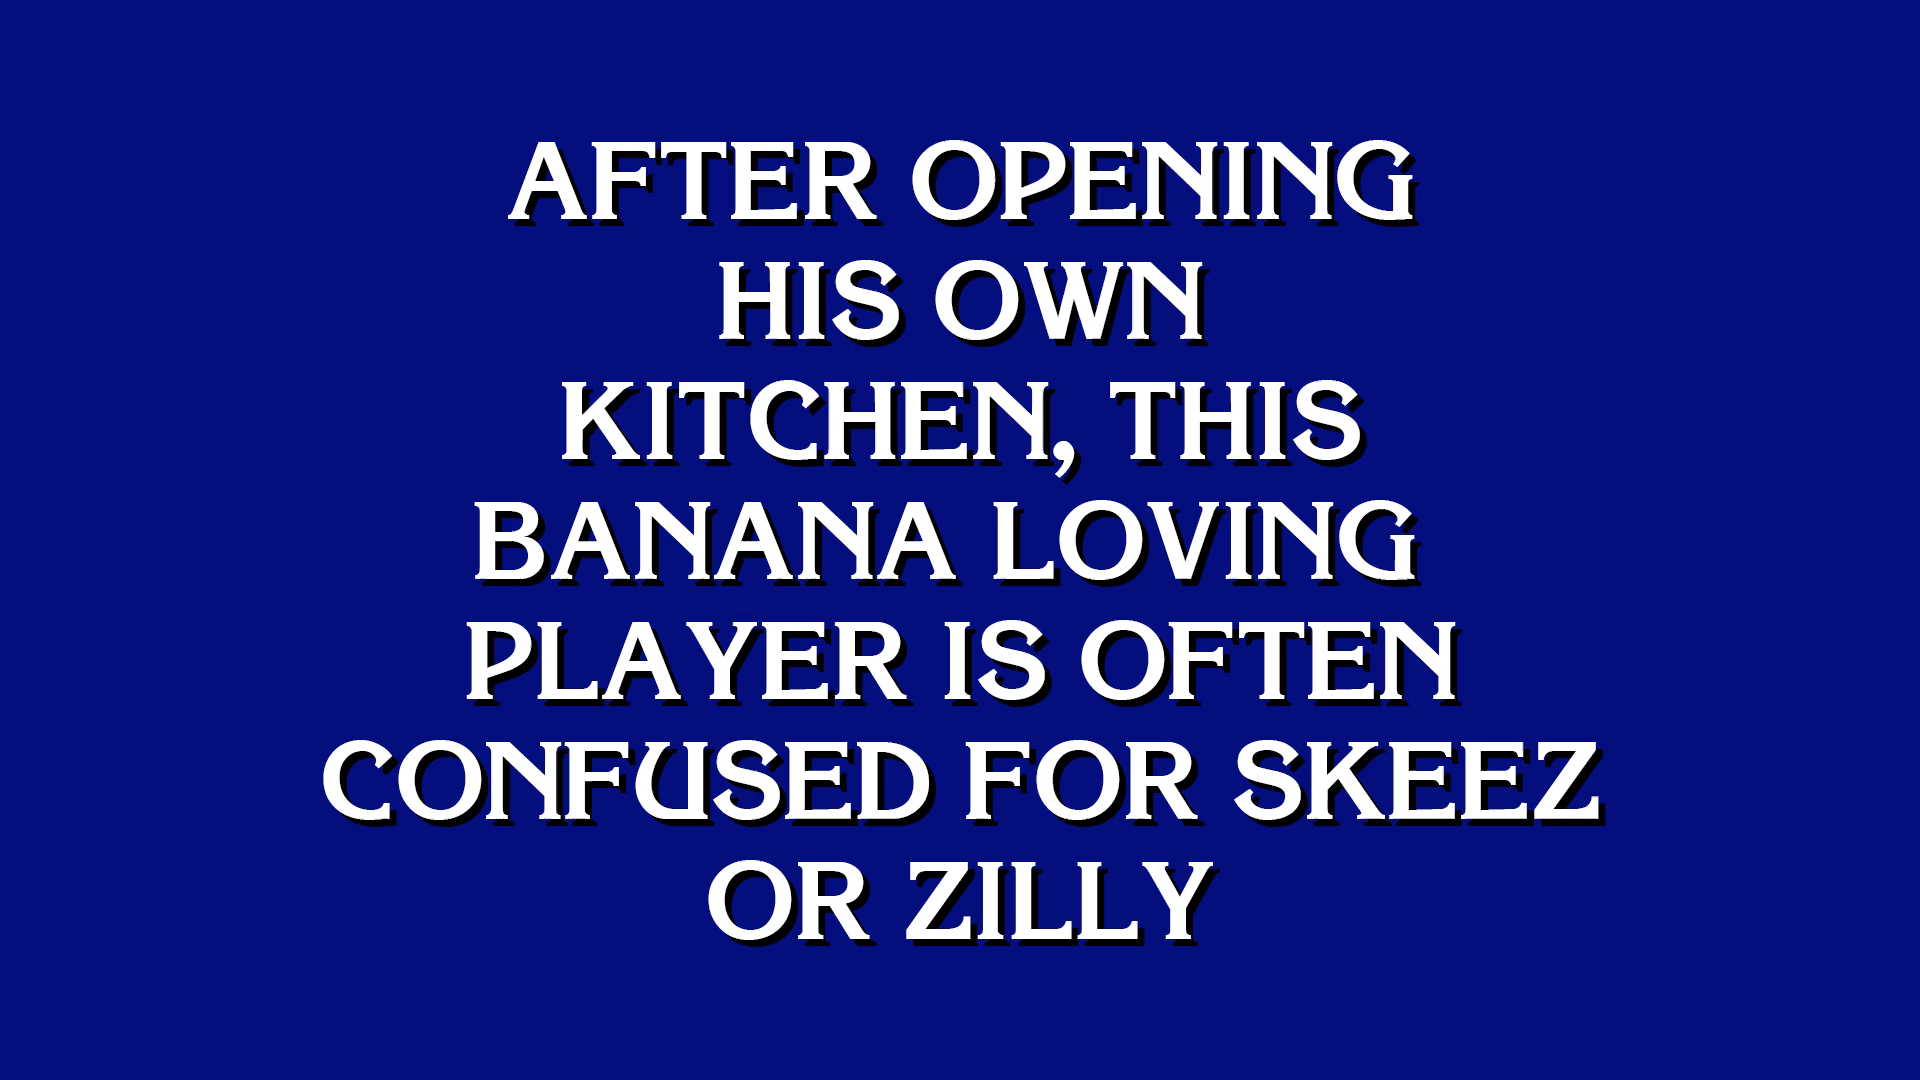 AFTER OPENING
HIS OWN
KITCHEN, THIS
BANANA LOVING
PLAYER IS OFTEN
CONFUSED FOR SKEEZ
OR ZILLY